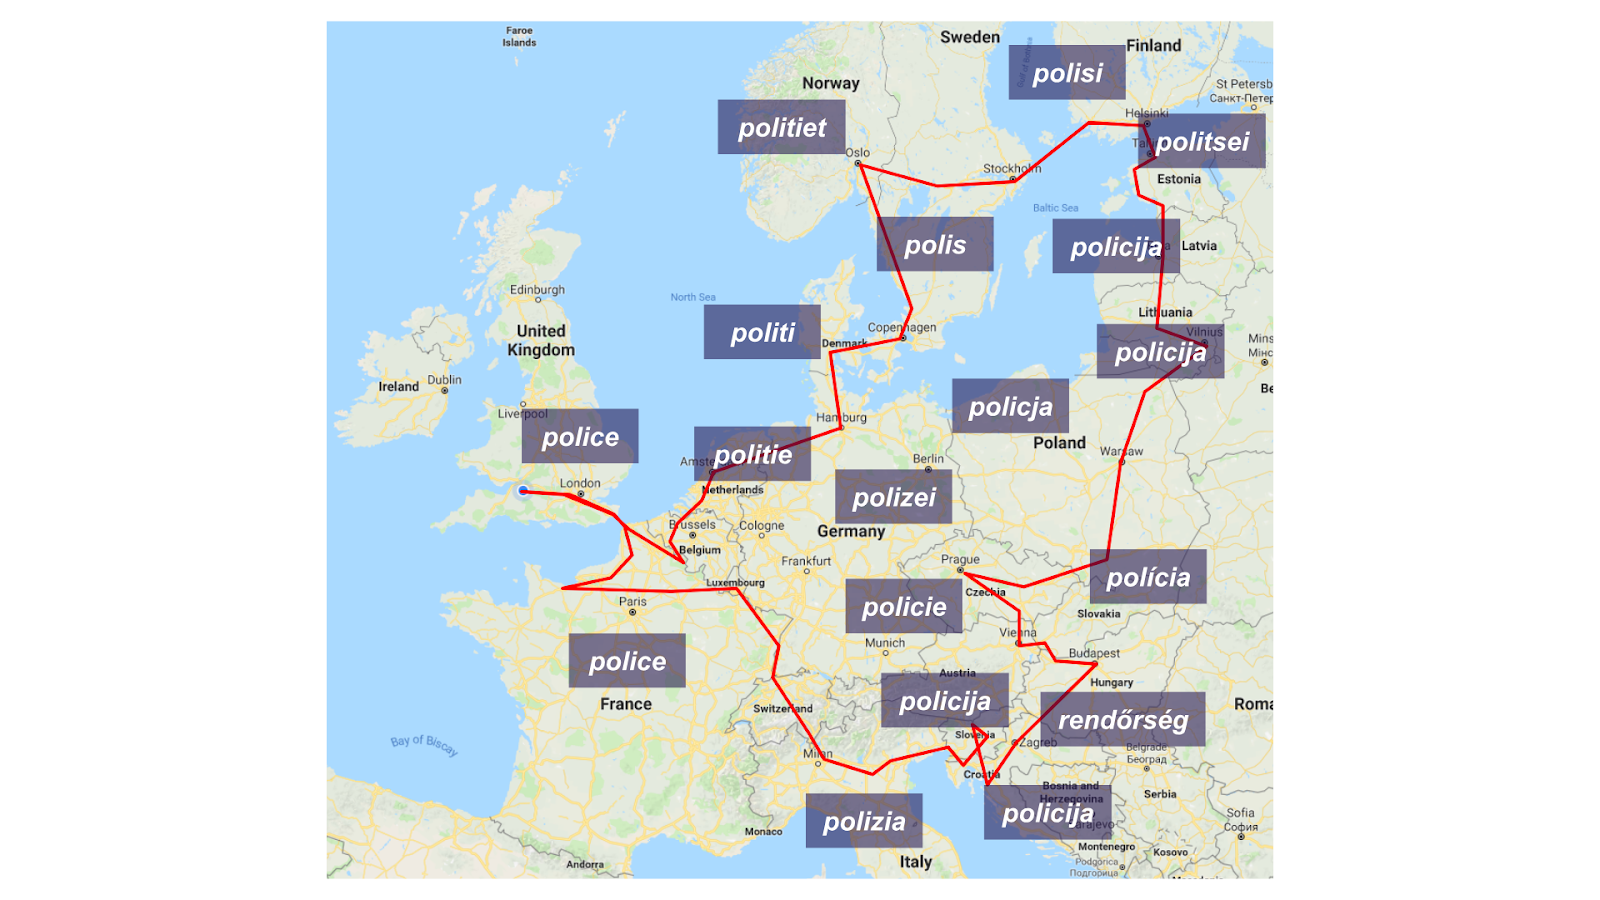 Faroe
Islands
Sweden
Finland
polisi
Norway
St Petersb
Санкт-Петер
Helsinki
politiet
politsei
Oslo
Stockholm
Estonia
Baltic Sea
polis
policija
Latvia
Edinburgh
North Sea
politi
Lithuania
United
Kingdom
Copenhagen
Vilnius
Denmark
Mins
Мінс
policija
Ireland
Dublin
Be
policja
Liverpool
Hamburg
police
Poland
politie
Warsaw
Berlin
London
Netherlands
polizei
Brussels
Cologne
Germany
Belgium
Frankfurt
Prague
polícia
Luxembourg
Czechia
Paris
policie
Slovakia
Vienna
Munich
Budapest
police
Austria
Hungary
policija
France
Switzerland
Roma
rendőrség
Bay of Biscay
Slovenia
Zagreb
Belgrade
Београд
Milan
Croatia
Bosnia and
Herzegovina
Serbia
policija
polizia
Sofia
София
Monaco
Montenegro
Kosovo
Andorra
Italy
Podgorica
Подгорица